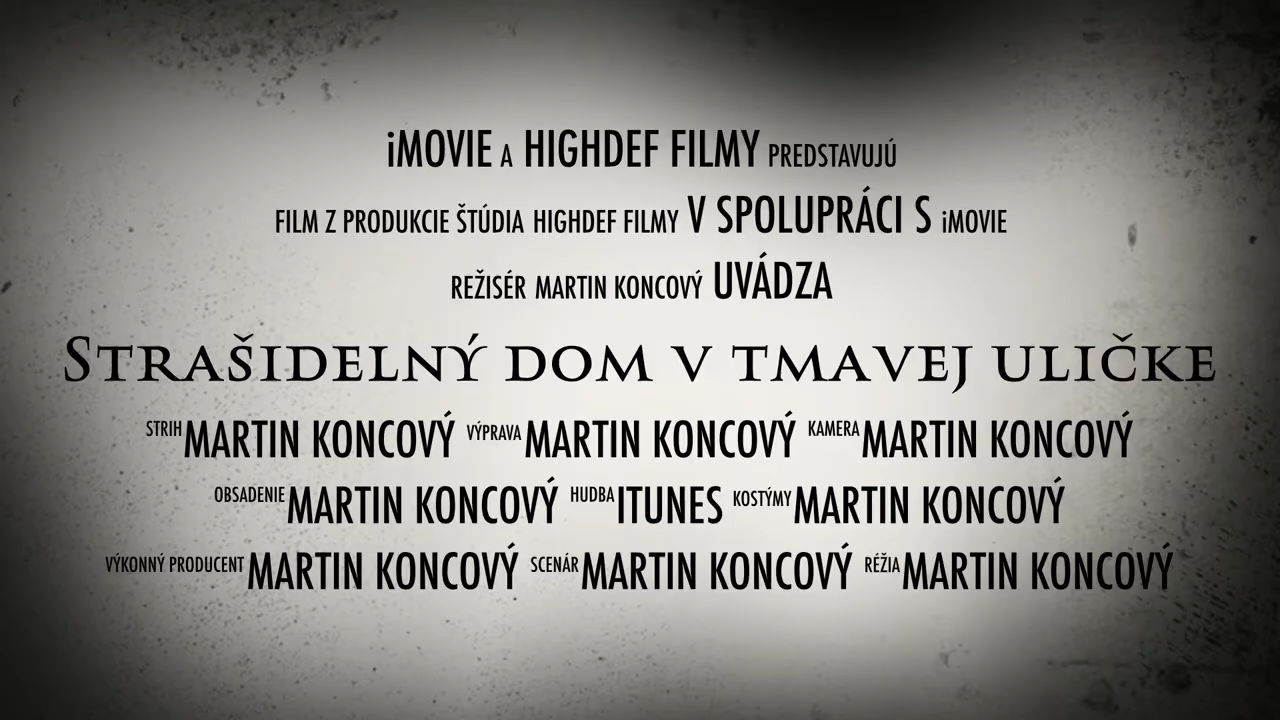 iMOVIE A HIGHDEF FILMY PREDSTAVUJÚ
FILM Z PRODUKCIE ŠTÚDIA HIGHDEF FILMY V SPOLUPRÁCI S iMOVIE
REŽISÉR MARTIN KONCOVÝ UVÁDZA
STRAŠIDELNÝ DOM V TMAVEJ ULIČKE
STRIH MARTIN KONCOVÝ VÝPRAVA MARTIN KONCOVÝ KAMERA MARTIN KONCOVÝ
OBSADENIE MARTIN KONCOVÝ HUDBA ITUNES KOSTÝMY MARTIN KONCOVÝ
VÝKONNÝ PRODUCENT MARTIN KONCOVÝ SCENÁR MARTIN KONCOVÝ RÉŽIA MARTIN KONCOVÝ